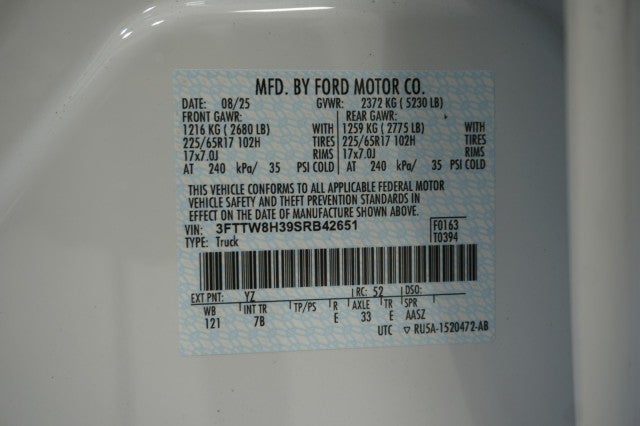 MFD. BY FORD MOTOR CO.
DATE: 08/25 GVWR: 2372 KG ( 5230 LB)
FRONT GAWR: REAR GAWR:
1216 KG ( 2680 LB) WITH 1259 KG ( 2775 LB) WITH
225/65R17 102H TIRES 225/65R17 102H TIRES
17x7.0J RIMS 17x7.0J RIMS
AT 240 kPa/ 35 PSI COLD AT 240 kPa/ 35 PSI COLD
THIS VEHICLE CONFORMS TO ALL APPLICABLE FEDERAL MOTOR
VEHICLE SAFETY AND THEFT PREVENTION STANDARDS IN
EFFECT ON THE DATE OF MANUFACTURE SHOWN ABOVE.
VIN: 3FTTW8H39SRB42651 F0163
TYPE: Truck T0394
EXT PNT: YZ RC: 52 DSO:
WB INT TR TP/PS R AXLE TR SPR
121 7B E 33 E AASZ
UTC ▽ RU5A-1520472-AB